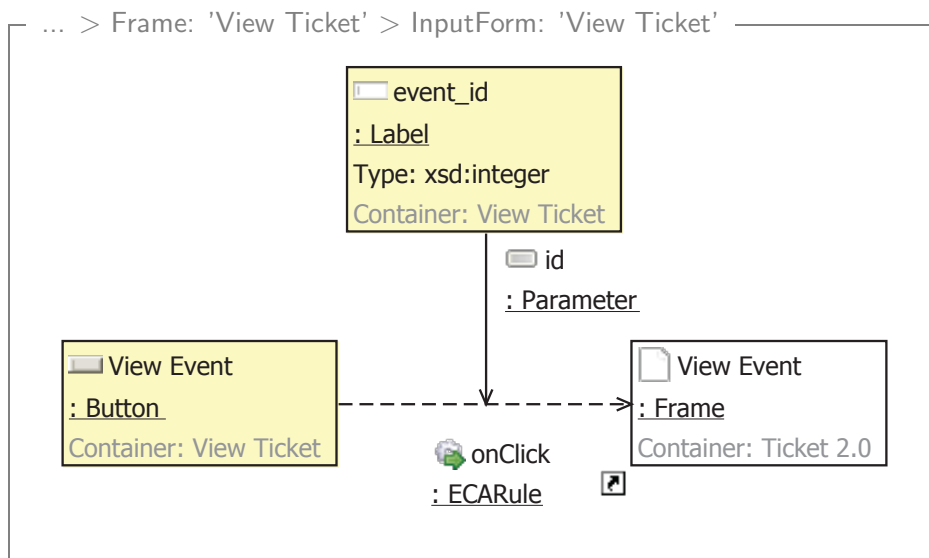 ... > Frame: 'View Ticket' > InputForm: 'View Ticket'
event_id
: Label
Type: xsd:integer
Container: View Ticket
id
: Parameter
View Event
: Button
Container: View Ticket
View Event
: Frame
Container: Ticket 2.0
onClick
: ECARule